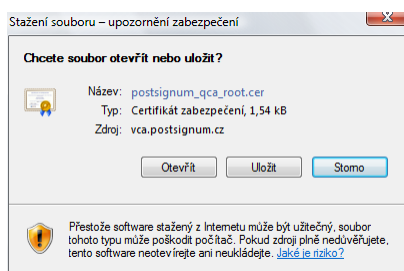 Stažení souboru – upozornění zabezpečení
Chcete soubor otevřít nebo uložit?
Název: postsignum_qca_root.cer
Typ: Certifikát zabezpečení, 1,54 kB
Zdroj: vca.postsignum.cz
Otevřít Uložit Storno
Přestože software stažený z Internetu může být užitečný, soubor
tohoto typu může poškodit počítač. Pokud zdroji plně nedůvěřujete,
tento software neotevírejte ani neukládejte. Jaké je riziko?